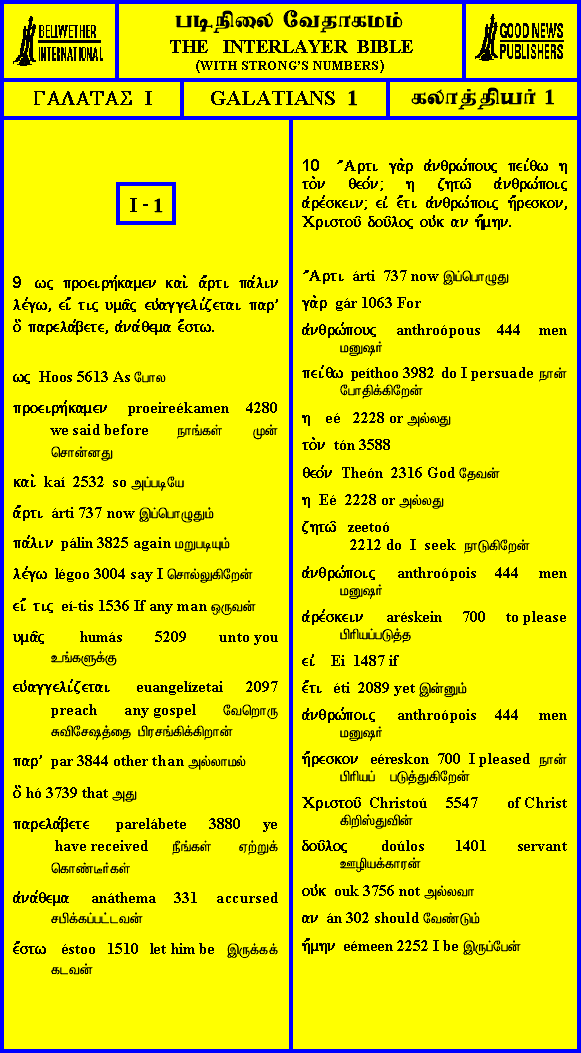 BELLWETHER
INTERNATIONAL
படிநிலை வேதாகமம்
THE INTERLAYER BIBLE
(WITH STRONG'S NUMBERS)
GOOD NEWS
PUBLISHERS
ΓΑΛΑΤΑΣ Ι
GALATIANS 1
கலாத்தியர் 1
I - 1
9 ως προειρήκαμεν καὶ ἄρτι πάλιν
λέγω, εἴ τις υμᾶς ευἀγγελίζεται παρ'
ὃ παρελάβετε, ἀνάθεμα ἔστω.
ως Hoos 5613 As போல
προειρήκαμεν proeireékamen 4280
we said before நாங்கள் முன்
சொன்னது
καὶ kaí 2532 so அப்படியே
ἄρτι árti 737 now இப்பொழுதும்
πάλιν pálin 3825 again மறுபடியும்
λέγω légoo 3004 say I சொல்லுகிறேன்
εἴ τις eí-tis 1536 If any man ஒருவன்
υμᾶς humás 5209 unto you
உங்களுக்கு
ευἀγγελίζεται euangelízetai 2097
preach any gospel வேறொரு
சுவிசேஷத்தை பிரசங்கிக்கிறான்
παρ' par 3844 other than அல்லாமல்
ὃ hó 3739 that அது
παρελάβετε parelábete 3880 ye
have received நீங்கள் ஏற்றுக்
கொண்டீர்கள்
ἀνάθεμα anáthema 331 accursed
சபிக்கப்பட்டவன்
ἔστω éstoo 1510 let him be இருக்கக்
கடவன்
10 Ἄρτι γὰρ ἀνθρώπους πείθω η
τὸν θεόν; η ζητῶ ἀνθρώποις
ἀρέσκειν; εἰ ἔτι ἀνθρώποις ἤρεσκον,
Χριστοῦ δοῦλος οὐκ αν ἤμην.
Ἄρτι árti 737 now இப்பொழுது
γὰρ gár 1063 For
ἀνθρώπους anthroópous 444 men
மனுஷர்
πείθω peíthoo 3982 do I persuade நான்
போதிக்கிறேன்
η eé 2228 or அல்லது
τὸν tón 3588
θεόν Theón 2316 God தேவன்
η Eé 2228 or அல்லது
ζητῶ zeetoó
2212 do I seek நாடுகிறேன்
ἀνθρώποις anthroópois 444 men
மனுஷர்
ἀρέσκειν aréskein 700 to please
பிரியப்படுத்த
εἰ Ei 1487 if
ἔτι éti 2089 yet இன்னும்
ἀνθρώποις anthroópois 444 men
மனுஷர்
ἤρεσκον eéreskon 700 I pleased நான்
பிரியப் படுத்துகிறேன்
Χριστοῦ Christoú 5547 of Christ
கிறிஸ்துவின்
δοῦλος doúlos 1401 servant
ஊழியக்காரன்
οὐκ ouk 3756 not அல்லவா
αν án 302 should வேண்டும்
ἤμην eémeen 2252 I be இருப்பேன்